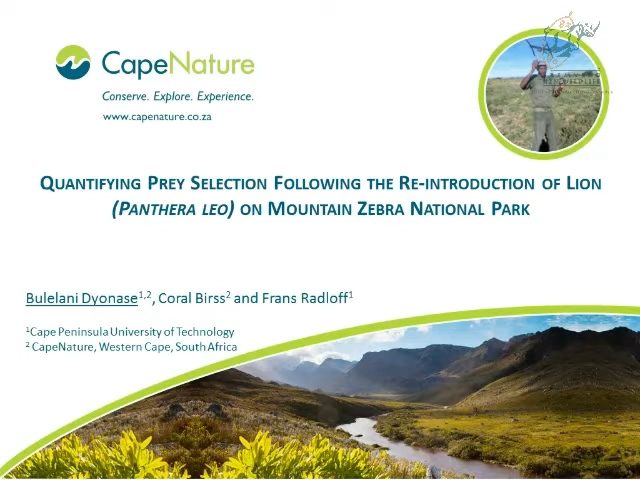 CapeNature
Conserve. Explore. Experience.
www.capenature.co.za
QUANTIFYING PREY SELECTION FOLLOWING THE RE-INTRODUCTION OF LION
(PANTHERA LEO) ON MOUNTAIN ZEBRA NATIONAL PARK
Bulelani Dyonase1,2, Coral Birss2 and Frans Radloff1
1Cape Peninsula University of Technology
2 CapeNature, Western Cape, South Africa